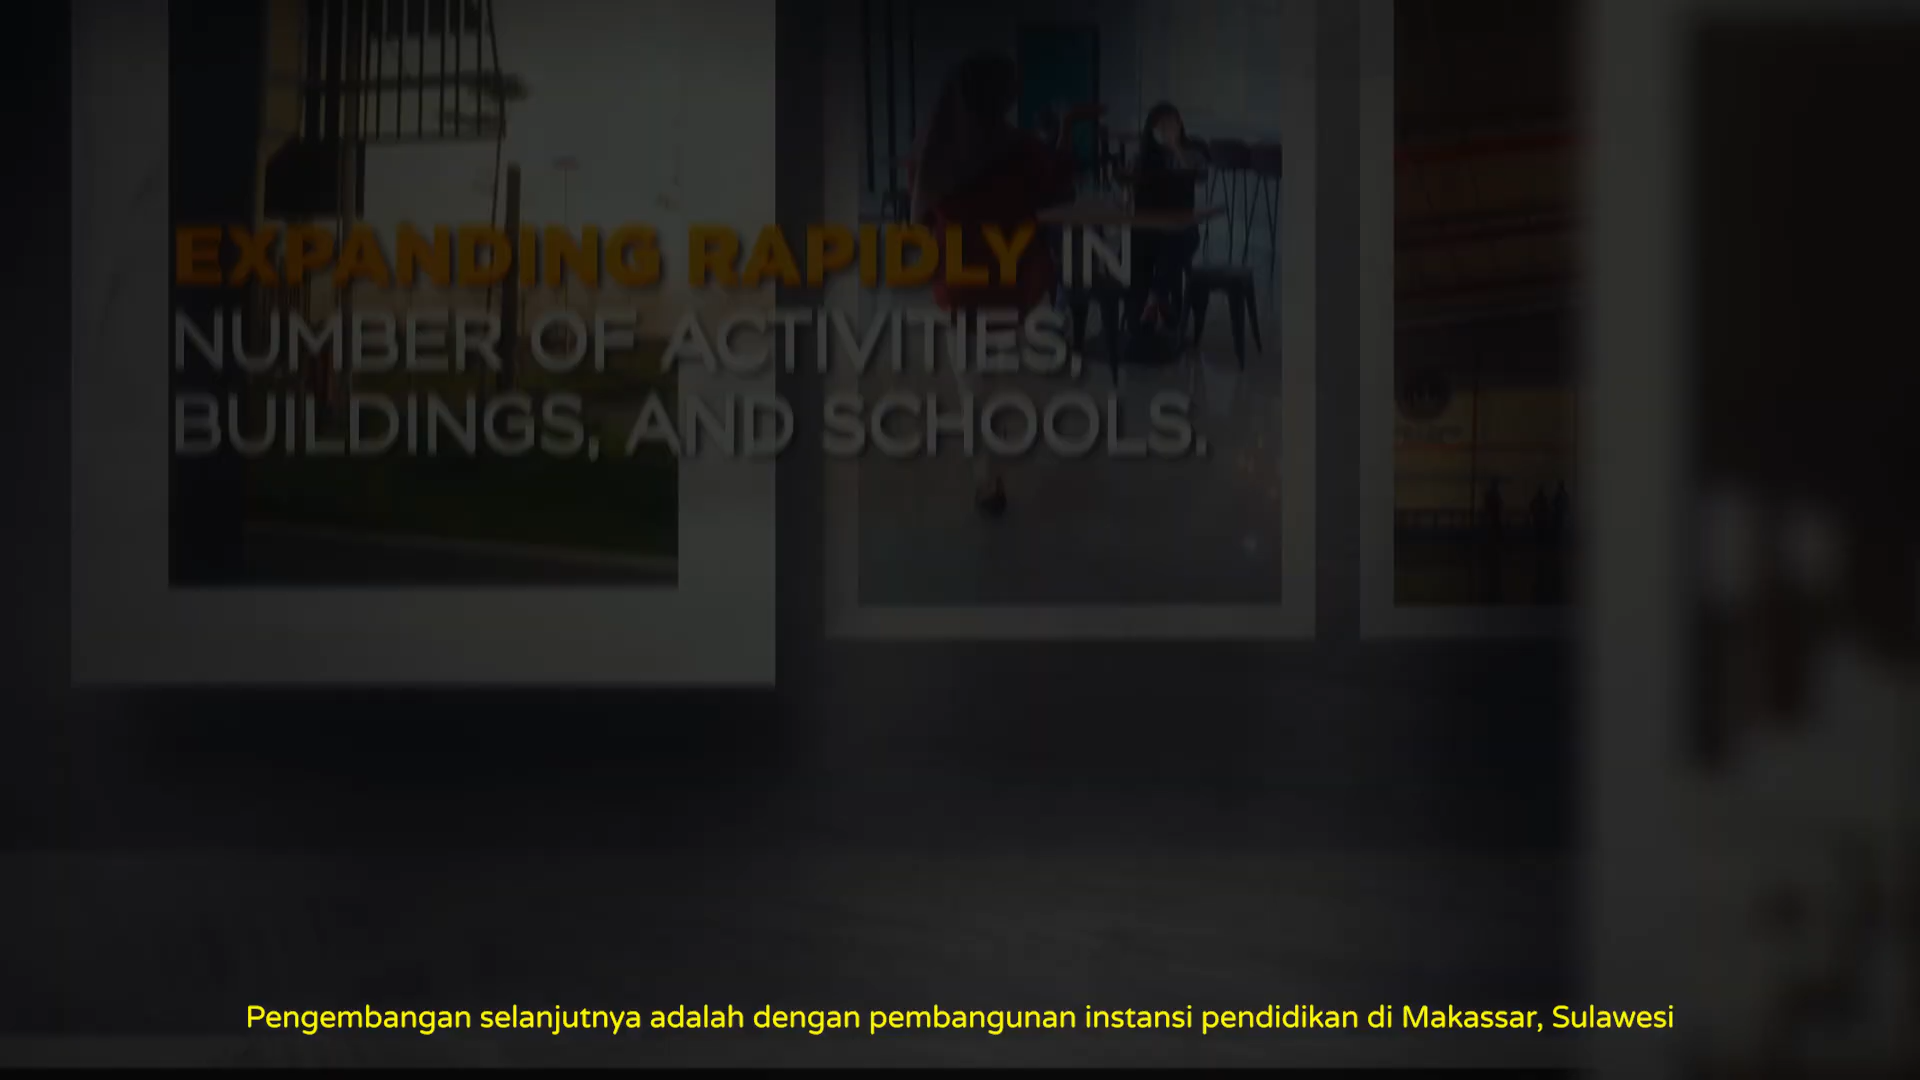 EXPANDING RAPIDLY IN
NUMBER OF ACTIVITIES,
BUILDINGS, AND SCHOOLS.
Pengembangan selanjutnya adalah dengan pembangunan instansi pendidikan di Makassar, Sulawesi